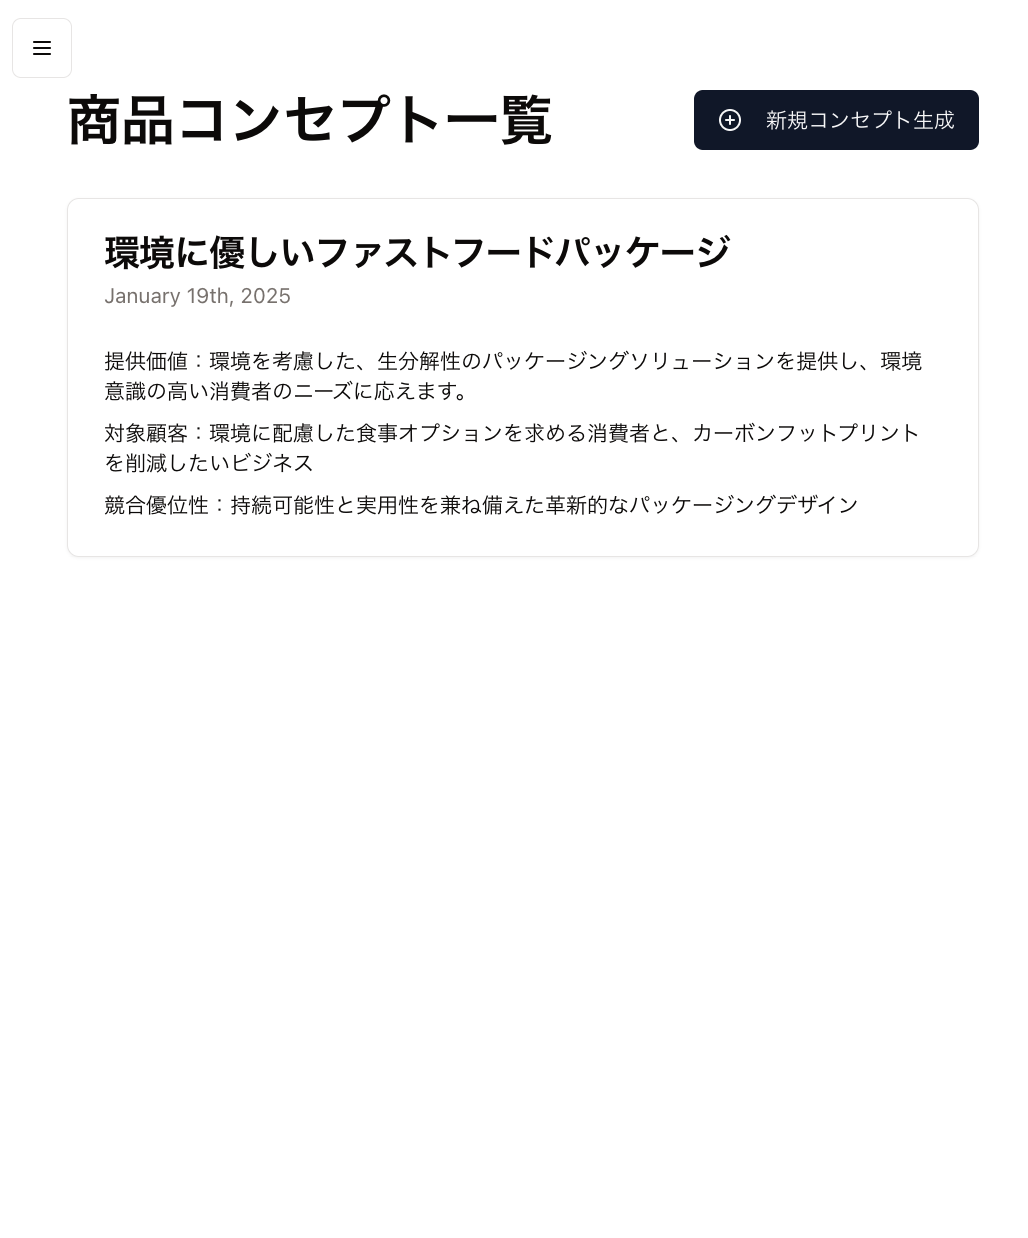 商品コンセプト一覧
新規コンセプト生成
環境に優しいファストフードパッケージ
January 19th, 2025
提供価値：環境を考慮した、生分解性のパッケージングソリューションを提供し、環境
意識の高い消費者のニーズに応えます。
対象顧客：環境に配慮した食事オプションを求める消費者と、カーボンフットプリント
を削減したいビジネス
競合優位性：持続可能性と実用性を兼ね備えた革新的なパッケージングデザイン